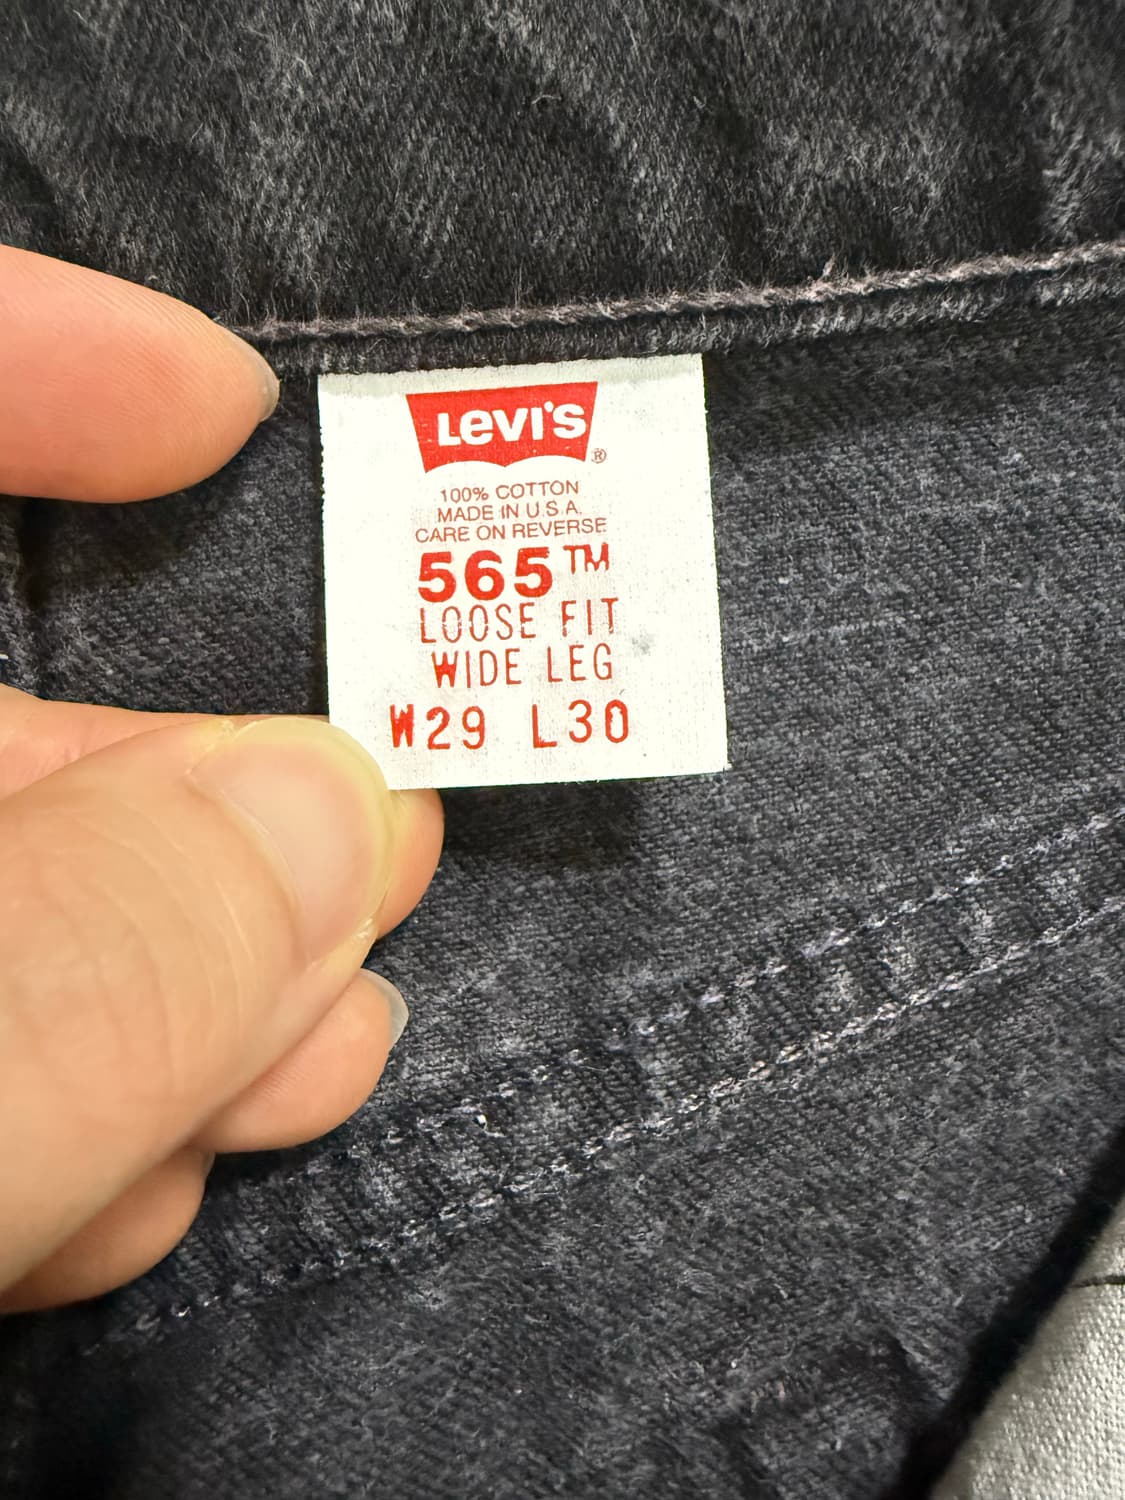 LEVI'S
®
100% COTTON
MADE IN U.S.A.
CARE ON REVERSE
565™
LOOSE FIT
WIDE LEG
W29 L30